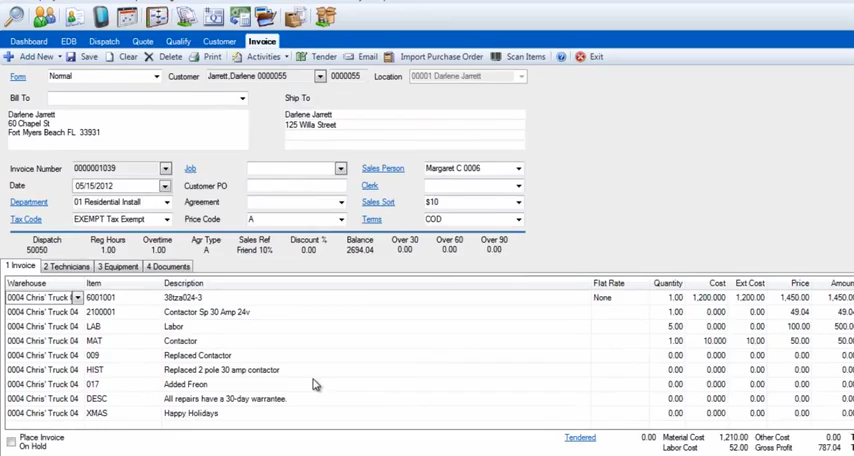 Dashboard EDB Dispatch Quote Qualify Customer Invoice
Add New Save Clear Delete Print Activities Tender Email Import Purchase Order Scan Items Exit
Form Normal Customer Jarrett,Darlene 0000055 0000055 Location 00001 Darlene Jarrett
Bill To Ship To
Darlene Jarrett Darlene Jarrett
60 Chapel St 125 Willa Street
Fort Myers Beach FL 33931
Invoice Number 0000001039 Job Sales Person Margaret C 0006
Date 05/15/2012 Customer PO Clerk
Department 01 Residential Install Agreement Sales Sort $10
Tax Code EXEMPT Tax Exempt Price Code A Terms COD
Dispatch Reg Hours Overtime Agr Type Sales Ref Discount % Balance Over 30 Over 60 Over 90
50050 1.00 1.00 A Friend 10% 0.00 2694.04 0.00 0.00 0.00
1 Invoice 2 Technicians 3 Equipment 4 Documents
Warehouse Item Description Flat Rate Quantity Cost Ext Cost Price Amoun
0004 Chris' Truck 6001001 38tza024-3 None 1.00 1,200.000 1,200.00 1,450.00 1,450.0
0004 Chris' Truck 04 2100001 Contactor Sp 30 Amp 24v 1.00 0.000 0.00 49.04 49.0
0004 Chris' Truck 04 LAB Labor 5.00 0.000 0.00 100.00 500.0
0004 Chris' Truck 04 MAT Contactor 1.00 10.000 10.00 50.00 50.0
0004 Chris' Truck 04 009 Replaced Contactor 0.00 0.000 0.00 0.00 0.0
0004 Chris' Truck 04 HIST Replaced 2 pole 30 amp contactor 0.00 0.000 0.00 0.00 0.0
0004 Chris' Truck 04 017 Added Freon 0.00 0.000 0.00 0.00 0.0
0004 Chris' Truck 04 DESC All repairs have a 30-day warrantee. 0.00 0.000 0.00 0.00 0.0
0004 Chris' Truck 04 XMAS Happy Holidays 0.00 0.000 0.00 0.00 0.0
Place Invoice Tendered 0.00 Material Cost 1,210.00 Other Cost 0.00
On Hold Labor Cost 52.00 Gross Profit 787.04